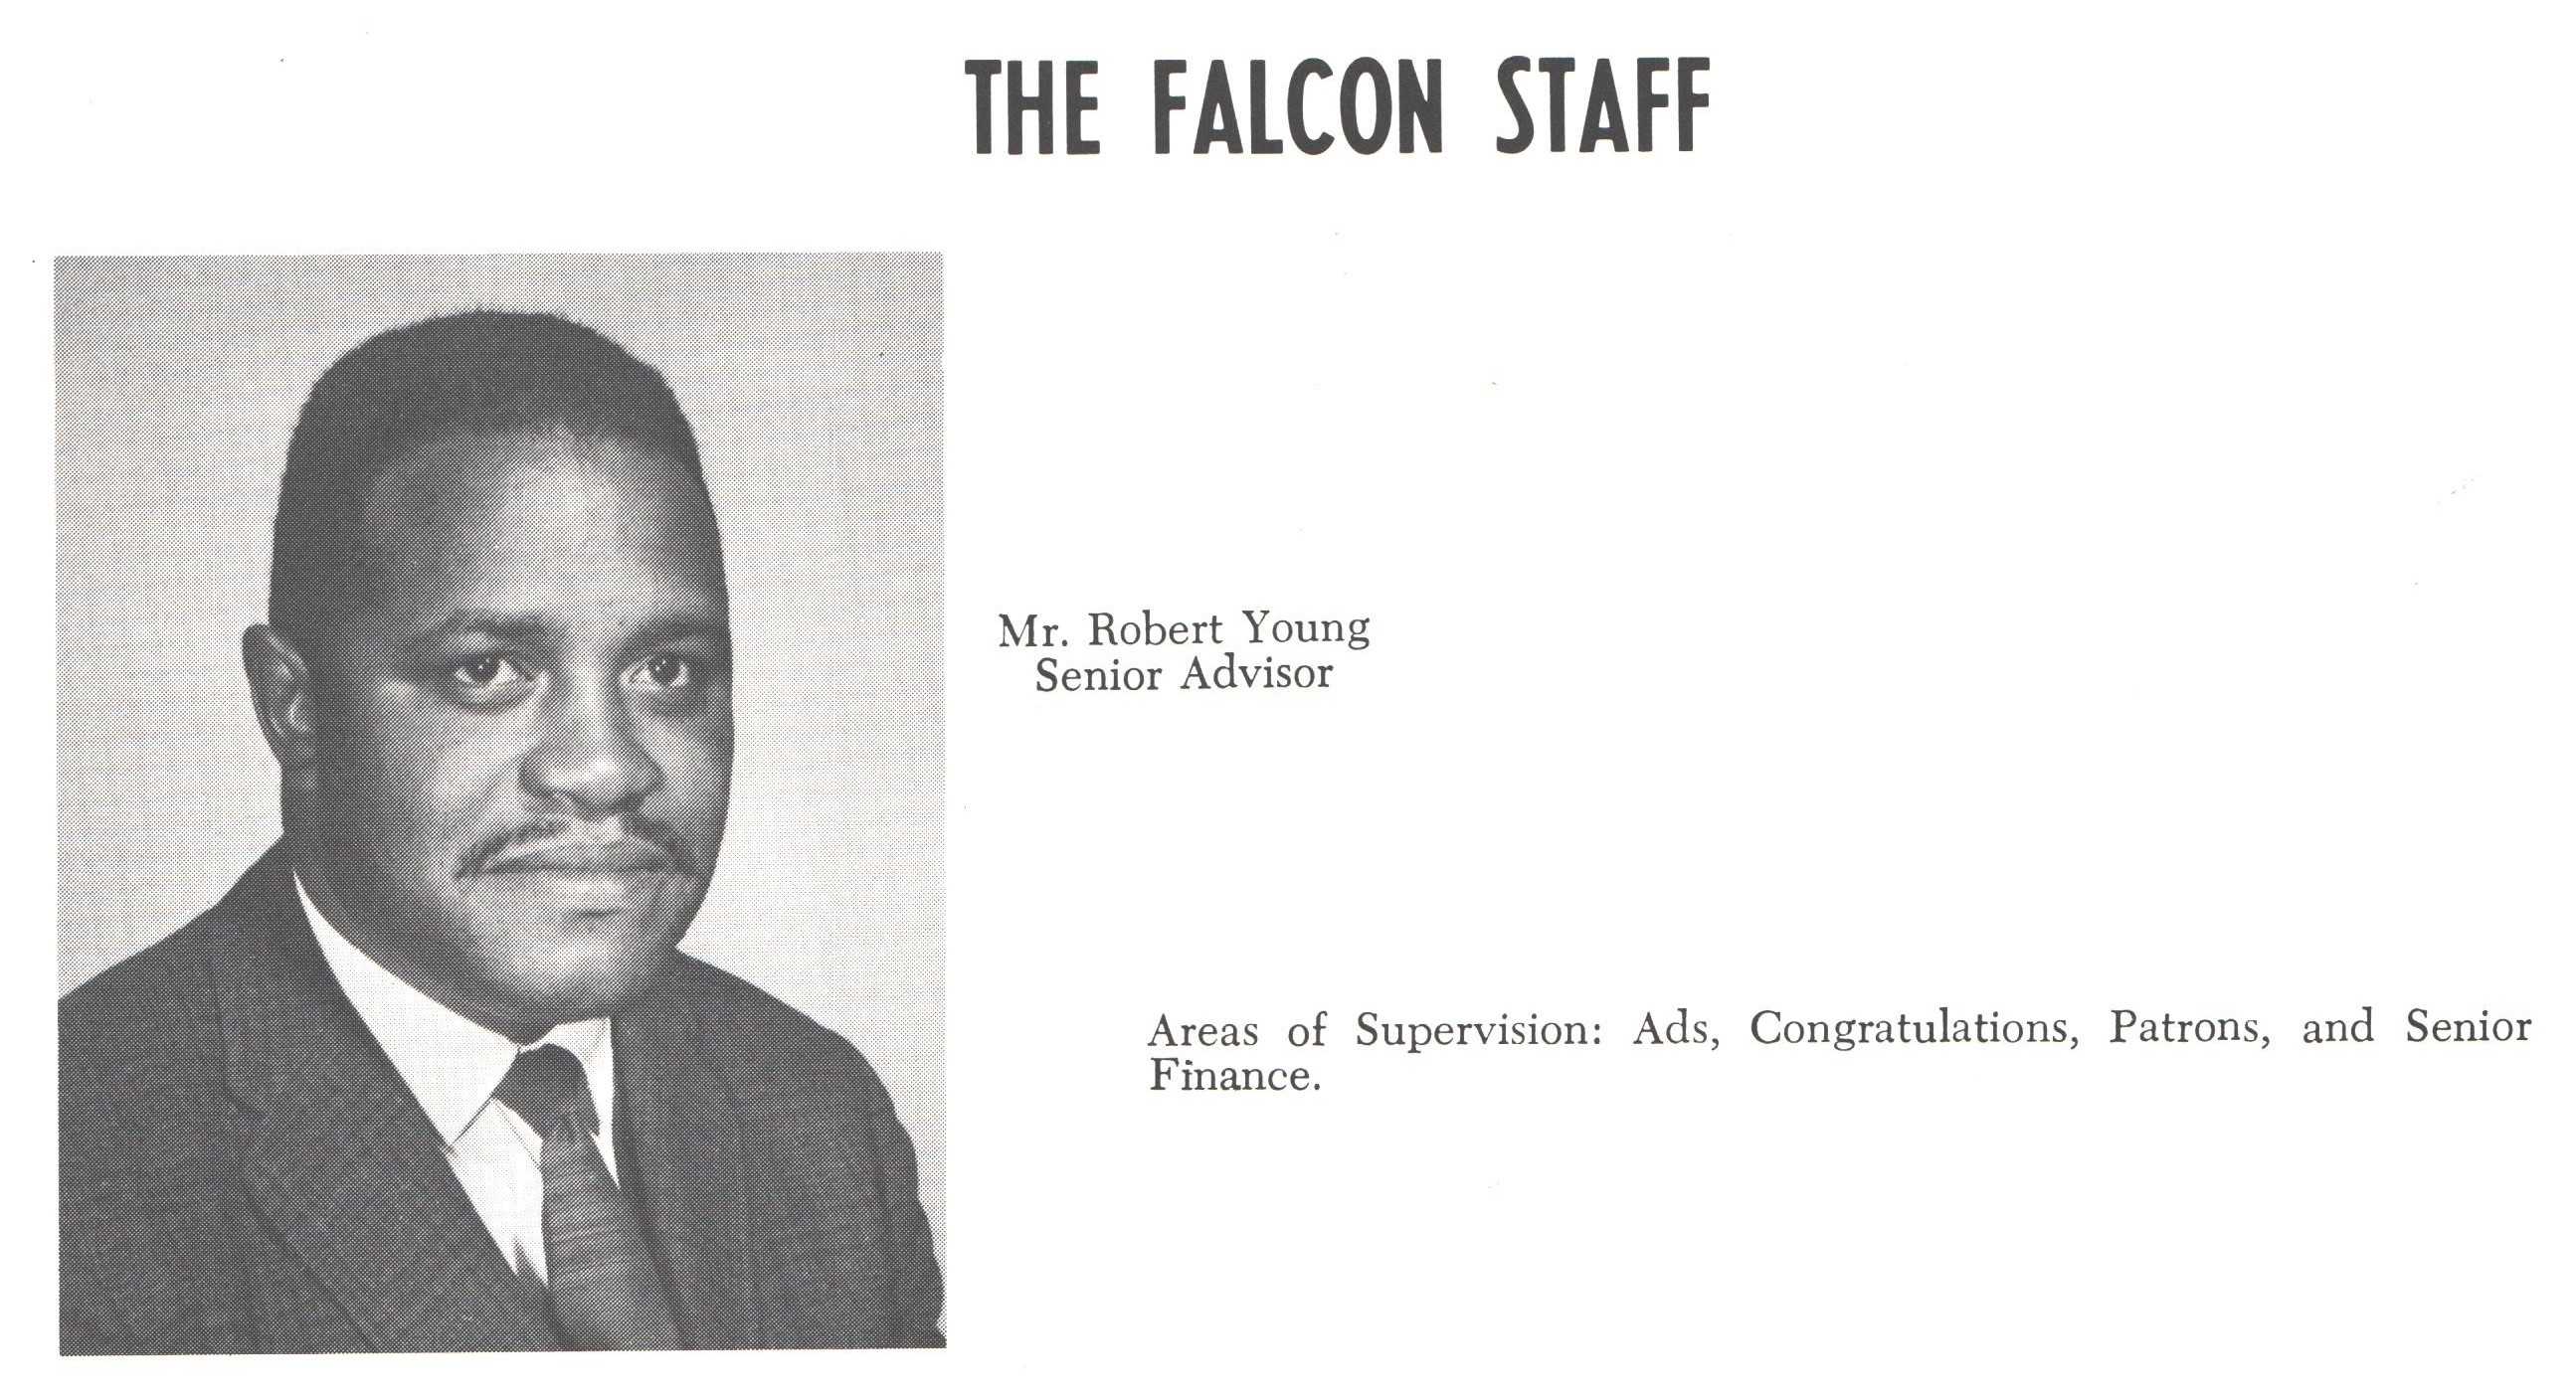 THE FALCON STAFF
Mr. Robert Young
Senior Advisor
Areas of Supervision: Ads, Congratulations, Patrons, and Senior
Finance.